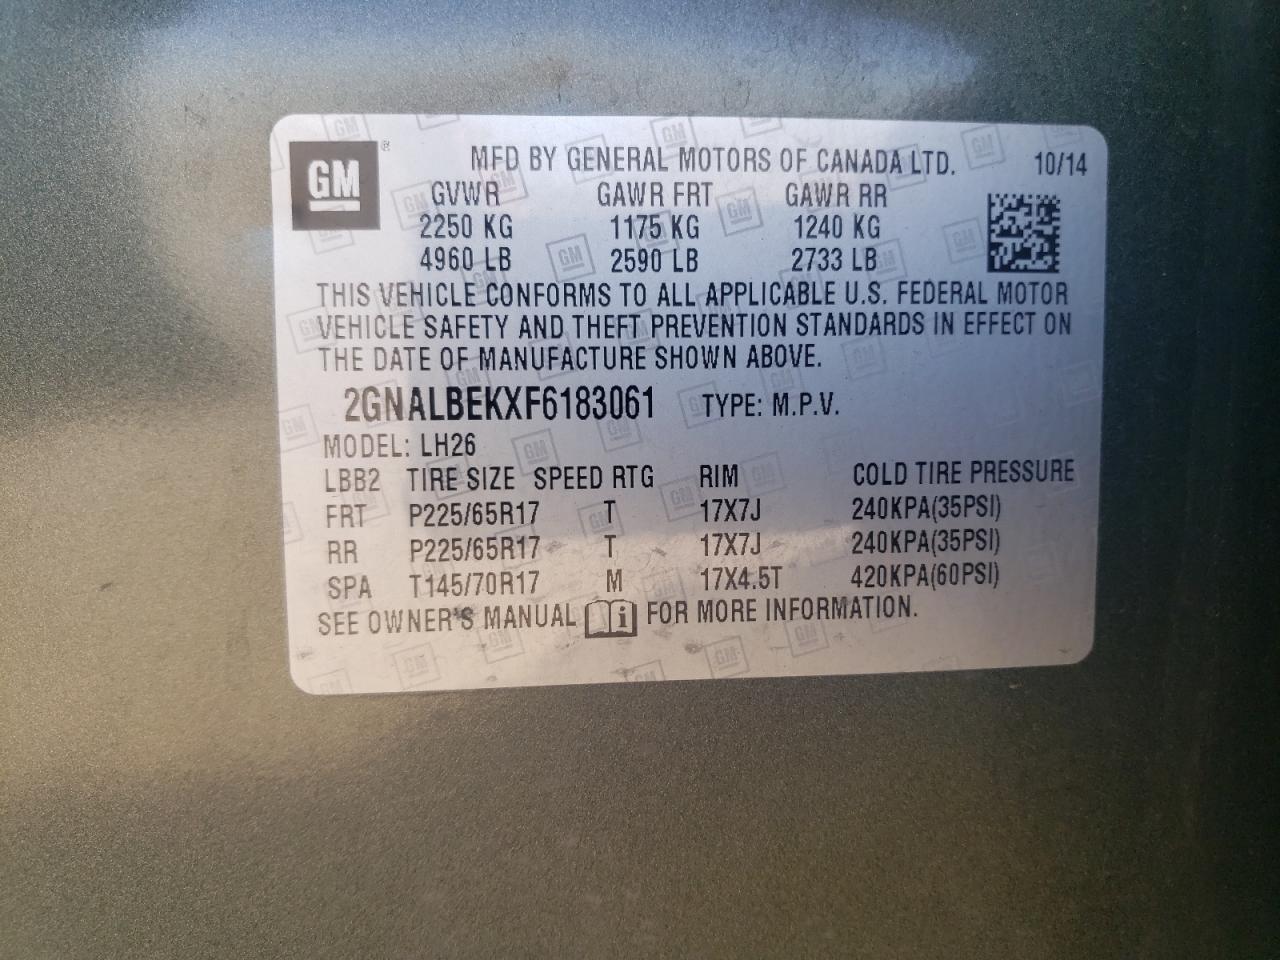 GM ® MFD BY GENERAL MOTORS OF CANADA LTD. 10/14
GVWR GAWR FRT GAWR RR
2250 KG 1175 KG 1240 KG
4960 LB 2590 LB 2733 LB
THIS VEHICLE CONFORMS TO ALL APPLICABLE U.S. FEDERAL MOTOR
VEHICLE SAFETY AND THEFT PREVENTION STANDARDS IN EFFECT ON
THE DATE OF MANUFACTURE SHOWN ABOVE.
2GNALBEKXF6183061 TYPE: M.P.V.
MODEL: LH26
LBB2 TIRE SIZE SPEED RTG RIM COLD TIRE PRESSURE
FRT P225/65R17 T 17X7J 240KPA(35PSI)
RR P225/65R17 T 17X7J 240KPA(35PSI)
SPA T145/70R17 M 17X4.5T 420KPA(60PSI)
SEE OWNER'S MANUAL i FOR MORE INFORMATION.